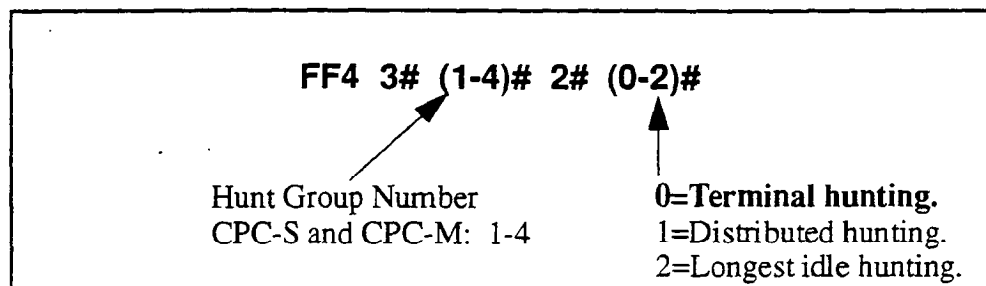 FF4 3# (1-4)# 2# (0-2)#
Hunt Group Number
CPC-S and CPC-M: 1-4
0=Terminal hunting.
1=Distributed hunting.
2=Longest idle hunting.